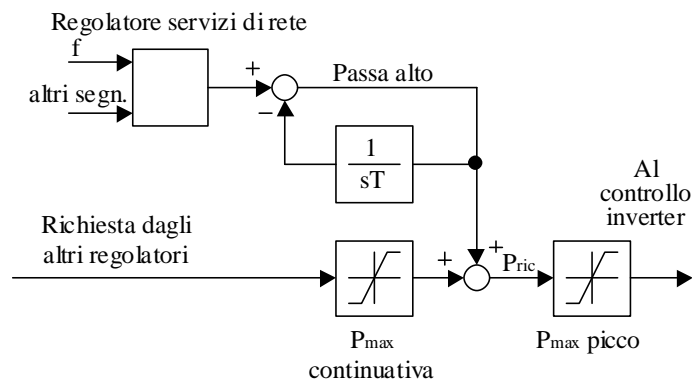 Regolatore servizi di rete
f
altri segn.
+
−
Passa alto
1
sT
Al
controllo
inverter
Richiesta dagli
altri regolatori
+
+
Pric
Pmax
continuativa
Pmax picco